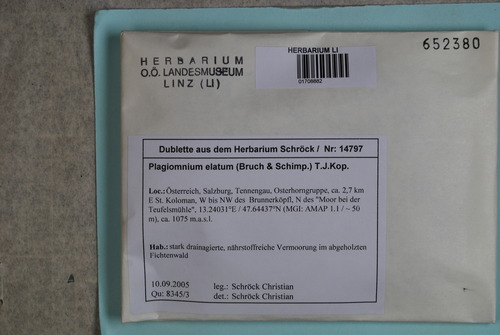 HERBARIUM
O.Ö. LANDESMUSEUM
LINZ (LI)
HERBARIUM LI
01708882
652380
Dublette aus dem Herbarium Schröck / Nr: 14797
Plagiomnium elatum (Bruch & Schimp.) T.J.Kop.
Loc.: Österreich, Salzburg, Tennengau, Osterhorngruppe, ca. 2,7 km
E St. Koloman, W bis NW des Brunnerköpfl, N des "Moor bei der
Teufelsmühle", 13.24031°E / 47.64437°N (MGI: AMAP 1.1 / ~ 50
m), ca. 1075 m.a.s.l.
Hab.: stark drainagierte, nährstoffreiche Vermoorung im abgeholzten
Fichtenwald
10.09.2005 leg.: Schröck Christian
Qu: 8345/3 det.: Schröck Christian